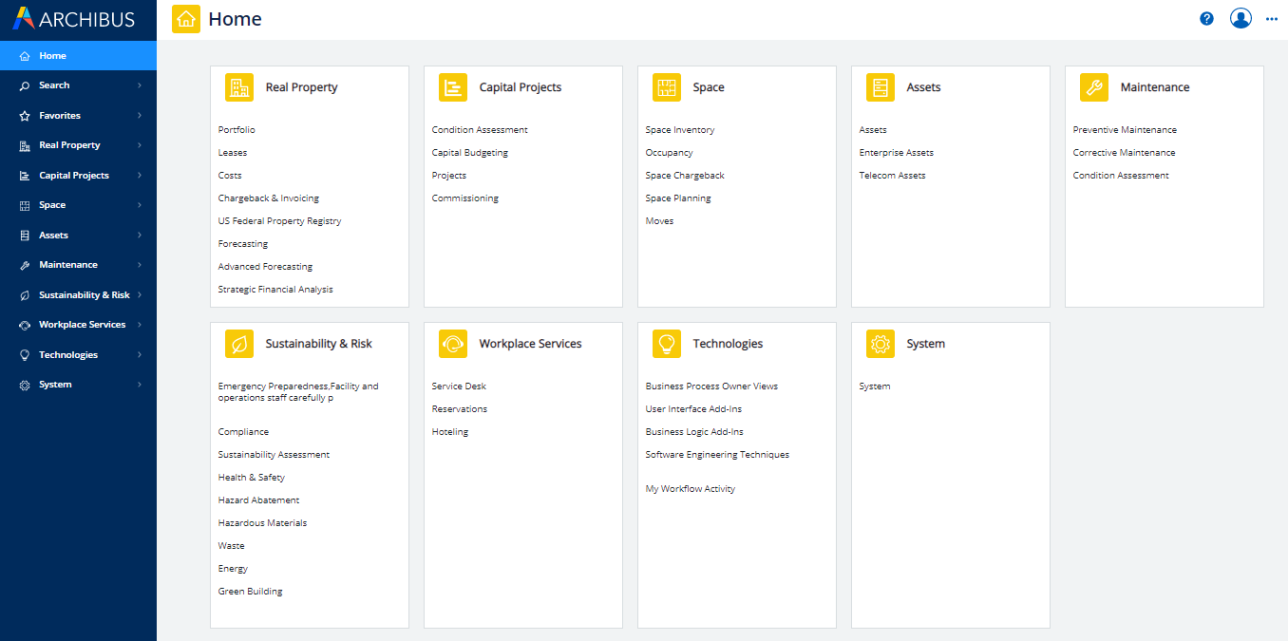 ARCHIBUS
Home
Home
Search
Favorites
Real Property
Capital Projects
Space
Assets
Maintenance
Sustainability & Risk
Workplace Services
Technologies
System
Real Property
Portfolio
Leases
Costs
Chargeback & Invoicing
US Federal Property Registry
Forecasting
Advanced Forecasting
Strategic Financial Analysis
Capital Projects
Condition Assessment
Capital Budgeting
Projects
Commissioning
Space
Space Inventory
Occupancy
Space Chargeback
Space Planning
Moves
Assets
Assets
Enterprise Assets
Telecom Assets
Maintenance
Preventive Maintenance
Corrective Maintenance
Condition Assessment
Sustainability & Risk
Emergency Preparedness,Facility and
operations staff carefully p
Compliance
Sustainability Assessment
Health & Safety
Hazard Abatement
Hazardous Materials
Waste
Energy
Green Building
Workplace Services
Service Desk
Reservations
Hoteling
Technologies
Business Process Owner Views
User Interface Add-Ins
Business Logic Add-Ins
Software Engineering Techniques
My Workflow Activity
System
System